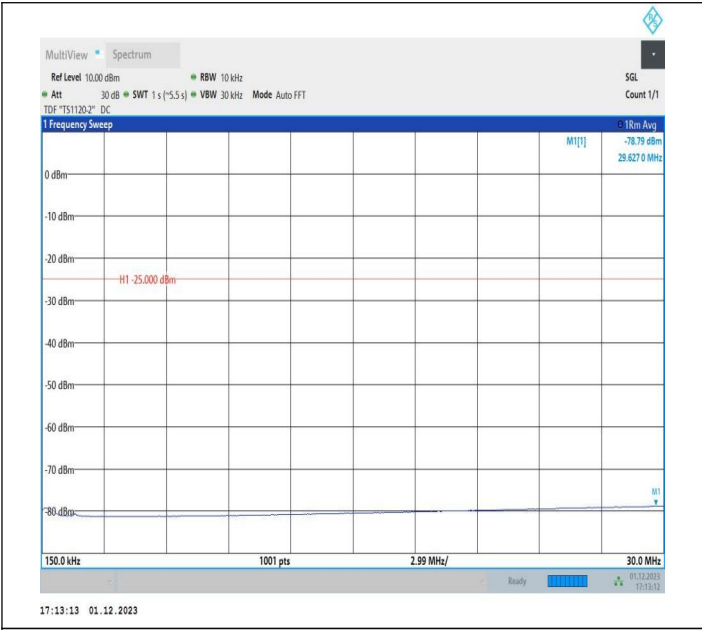 MultiView Spectrum
Ref Level 10.00 dBm RBW 10 kHz SGL
Att 30 dB SWT 1 s (~5.5 s) VBW 30 kHz Mode Auto FFT Count 1/1
TDF "TS1120-2" DC
1 Frequency Sweep 1Rm Avg
M1[1] -78.79 dBm
29.627 0 MHz
0 dBm
-10 dBm
-20 dBm
H1 -25.000 dBm
-30 dBm
-40 dBm
-50 dBm
-60 dBm
-70 dBm
M1
-80 dBm
150.0 kHz 1001 pts 2.99 MHz/ 30.0 MHz
Ready 01.12.2023
17:13:12
17:13:13 01.12.2023